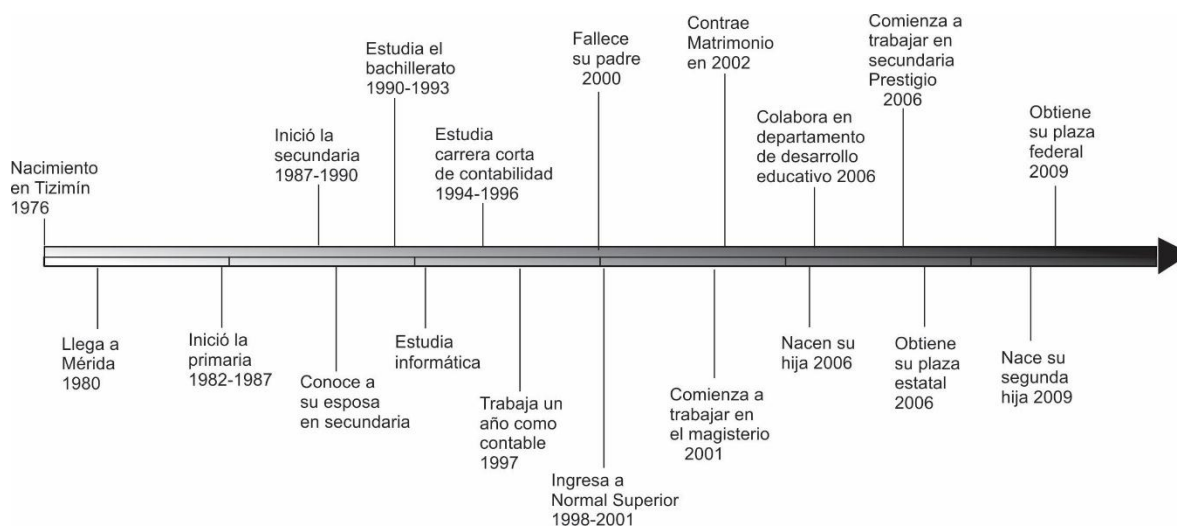 Nacimiento
en Tizimín
1976
Llega a
Mérida
1980
Inició la
primaria
1982-1987
Inició la
secundaria
1987-1990
Conoce a
su esposa
en secundaria
Estudia el
bachillerato
1990-1993
Estudia
informática
Estudia
carrera corta
de contabilidad
1994-1996
Trabaja un
año como
contable
1997
Fallece
su padre
2000
Ingresa a
Normal Superior
1998-2001
Contrae
Matrimonio
en 2002
Comienza a
trabajar en
el magisterio
2001
Colabora en
departamento
de desarrollo
educativo 2006
Nacen su
hija 2006
Comienza a
trabajar en
secundaria
Prestigio
2006
Obtiene
su plaza
estatal
2006
Obtiene
su plaza
federal
2009
Nace su
segunda
hija 2009